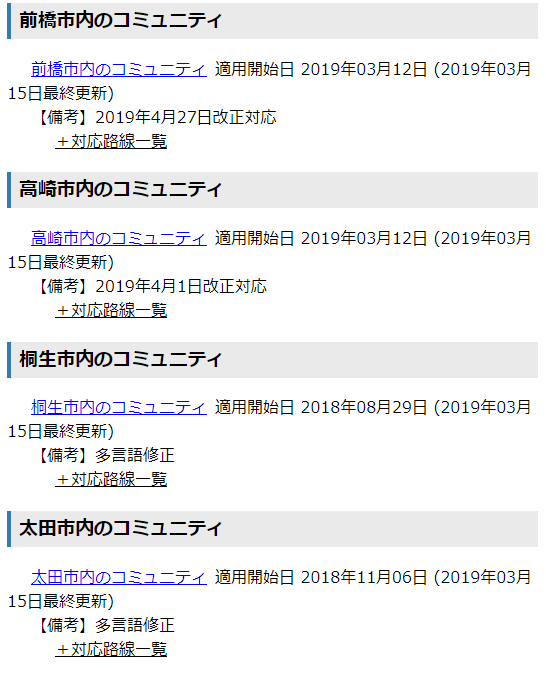 前橋市内のコミュニティ
前橋市内のコミュニティ 適用開始日 2019年03月12日 (2019年03月
15日最終更新)
【備考】2019年4月27日改正対応
＋対応路線一覧
高崎市内のコミュニティ
高崎市内のコミュニティ 適用開始日 2019年03月12日 (2019年03月
15日最終更新)
【備考】2019年4月1日改正対応
＋対応路線一覧
桐生市内のコミュニティ
桐生市内のコミュニティ 適用開始日 2018年08月29日 (2019年03月
15日最終更新)
【備考】多言語修正
＋対応路線一覧
太田市内のコミュニティ
太田市内のコミュニティ 適用開始日 2018年11月06日 (2019年03月
15日最終更新)
【備考】多言語修正
＋対応路線一覧